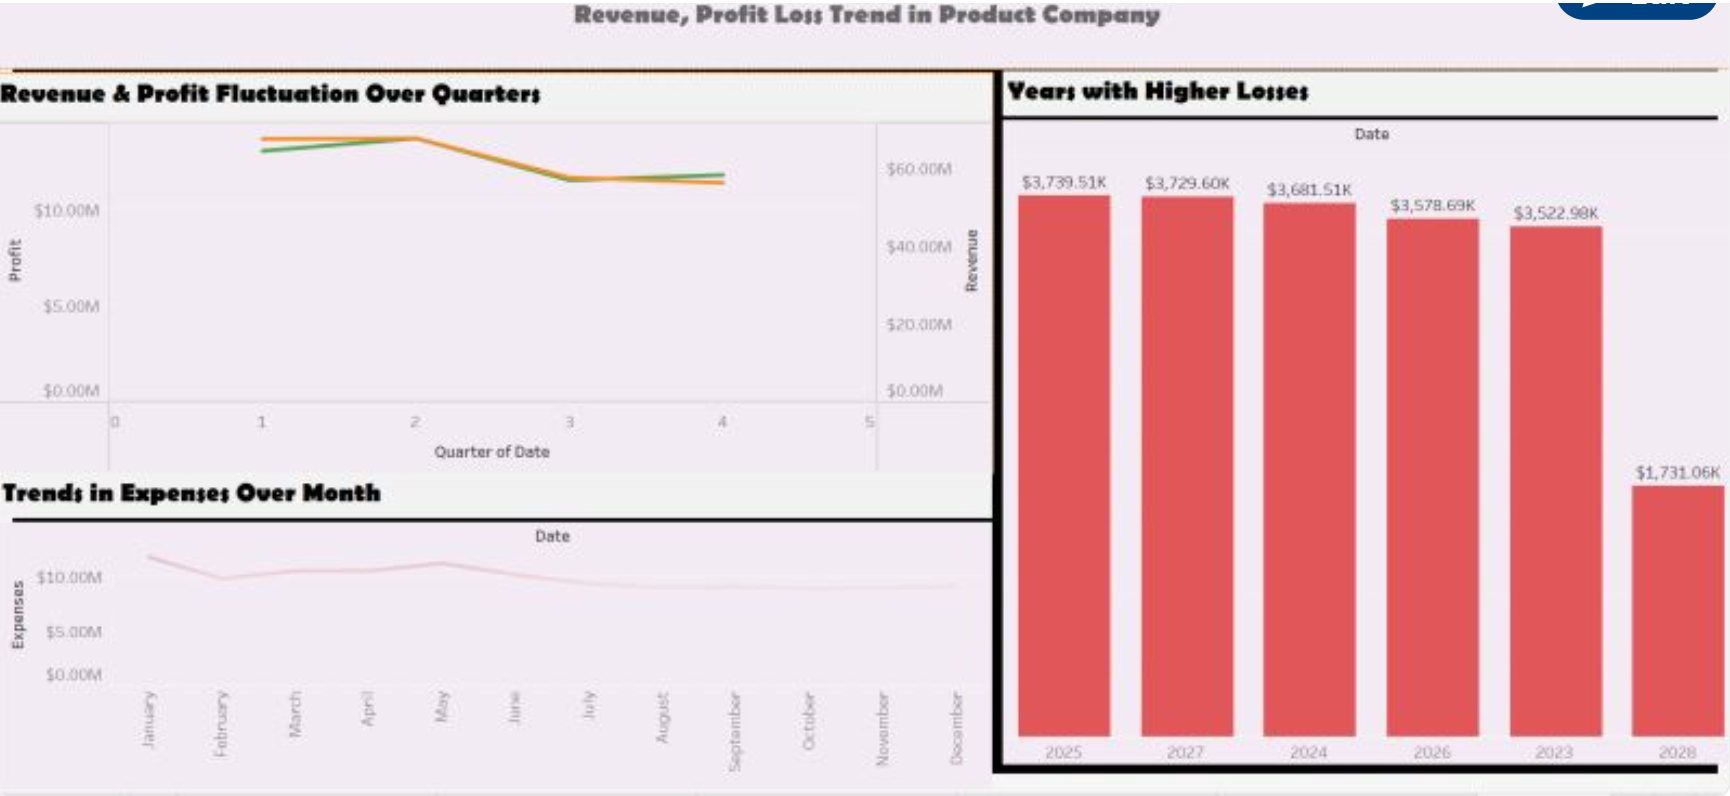 Revenue, Profit Loss Trend in Product Company
Revenue & Profit Fluctuation Over Quarters
$10.00M
$5.00M
$0.00M
Profit
$60.00M
$40.00M
$20.00M
$0.00M
Revenue
0 1 2 3 4 5
Quarter of Date
Trends in Expenses Over Month
Date
$10.00M
$5.00M
$0.00M
Expenses
January February March April May June July August September October November December
Years with Higher Losses
Date
$3,739.51K $3,729.60K $3,681.51K $3,578.69K $3,522.98K $1,731.06K
2025 2027 2024 2026 2023 2028